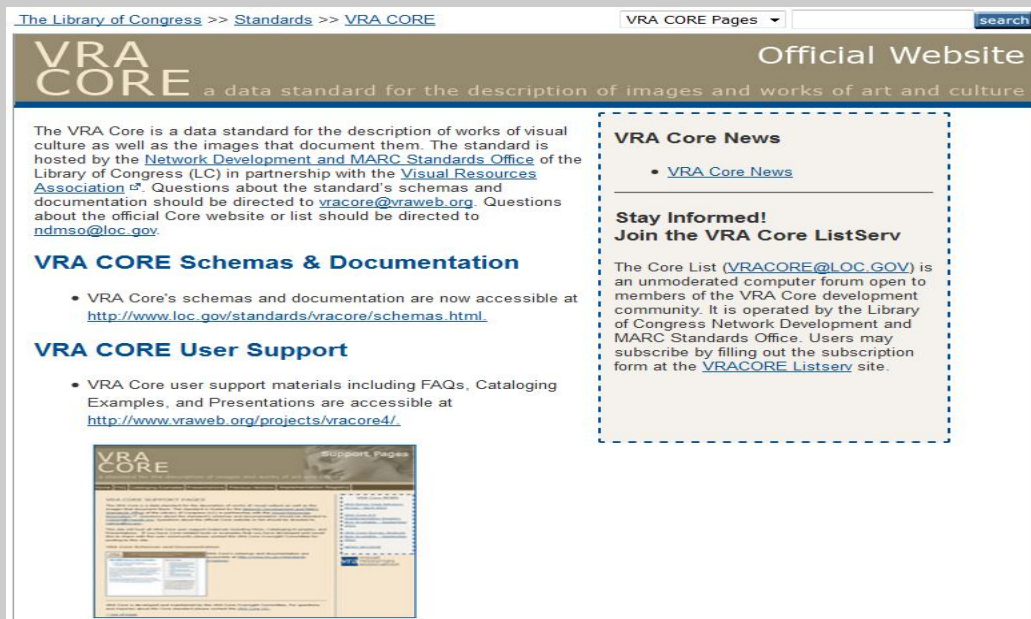 The Library of Congress >> Standards >> VRA CORE
VRA CORE Pages
search
VRA
CORE
Official Website
a data standard for the description of images and works of art and culture
The VRA Core is a data standard for the description of works of visual
culture as well as the images that document them. The standard is
hosted by the Network Development and MARC Standards Office of the
Library of Congress (LC) in partnership with the Visual Resources
Association. Questions about the standard's schemas and
documentation should be directed to vracore@vraweb.org. Questions
about the official Core website or list should be directed to
ndmso@loc.gov.
VRA CORE Schemas & Documentation
• VRA Core's schemas and documentation are now accessible at
http://www.loc.gov/standards/vracore/schemas.html.
VRA CORE User Support
• VRA Core user support materials including FAQs, Cataloging
Examples, and Presentations are accessible at
http://www.vraweb.org/projects/vracore4/.
VRA
CORE
Support Pages
VRA CORE SUPPORT PAGES
VRA Core News
• VRA Core News
Stay Informed!
Join the VRA Core ListServ
The Core List (VRACORE@LOC.GOV) is
an unmoderated computer forum open to
members of the VRA Core development
community. It is operated by the Library
of Congress Network Development and
MARC Standards Office. Users may
subscribe by filling out the subscription
form at the VRACORE Listserv site.